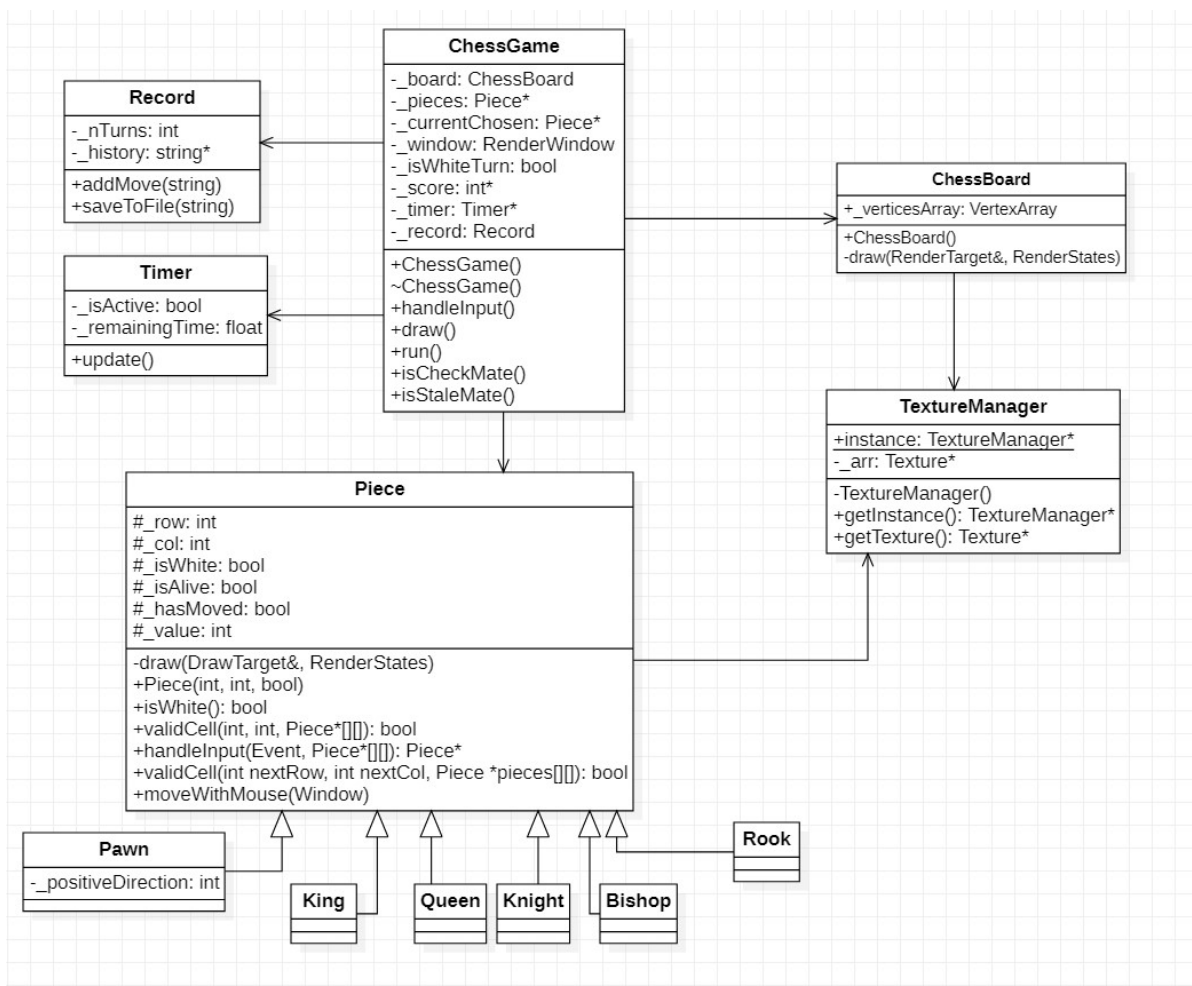 ChessGame
-_board: ChessBoard
-_pieces: Piece*
-_currentChosen: Piece*
-_window: RenderWindow
-_isWhiteTurn: bool
-_score: int*
-_timer: Timer*
-_record: Record
+ChessGame()
~ChessGame()
+handleInput()
+draw()
+run()
+isCheckMate()
+isStaleMate()
Record
-_nTurns: int
-_history: string*
+addMove(string)
+saveToFile(string)
Timer
-_isActive: bool
-_remainingTime: float
+update()
ChessBoard
+_verticesArray: VertexArray
+ChessBoard()
-draw(RenderTarget&, RenderStates)
TextureManager
+instance: TextureManager*
-_arr: Texture*
-TextureManager()
+getInstance(): TextureManager*
+getTexture(): Texture*
Piece
#_row: int
#_col: int
#_isWhite: bool
#_isAlive: bool
#_hasMoved: bool
#_value: int
-draw(DrawTarget&, RenderStates)
+Piece(int, int, bool)
+isWhite(): bool
+validCell(int, int, Piece*[][]): bool
+handleInput(Event, Piece*[][]): Piece*
+validCell(int nextRow, int nextCol, Piece *pieces[][]): bool
+moveWithMouse(Window)
Pawn
-_positiveDirection: int
King
Queen
Knight
Bishop
Rook